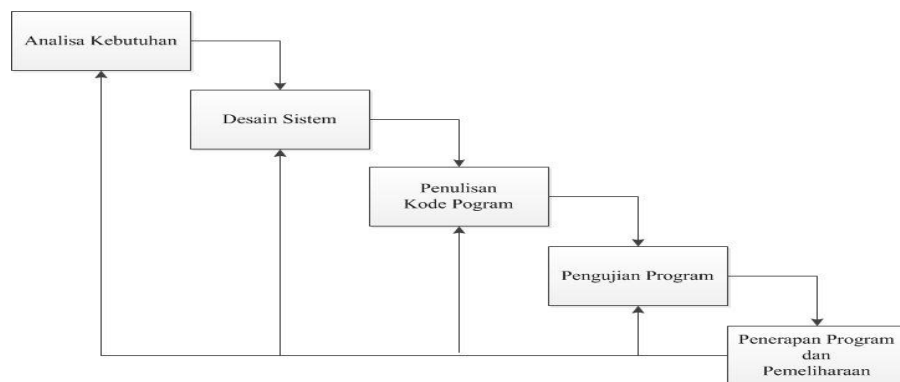 Analisa Kebutuhan
Desain Sistem
Penulisan
Kode Pogram
Pengujian Program
Penerapan Program
dan
Pemeliharaan